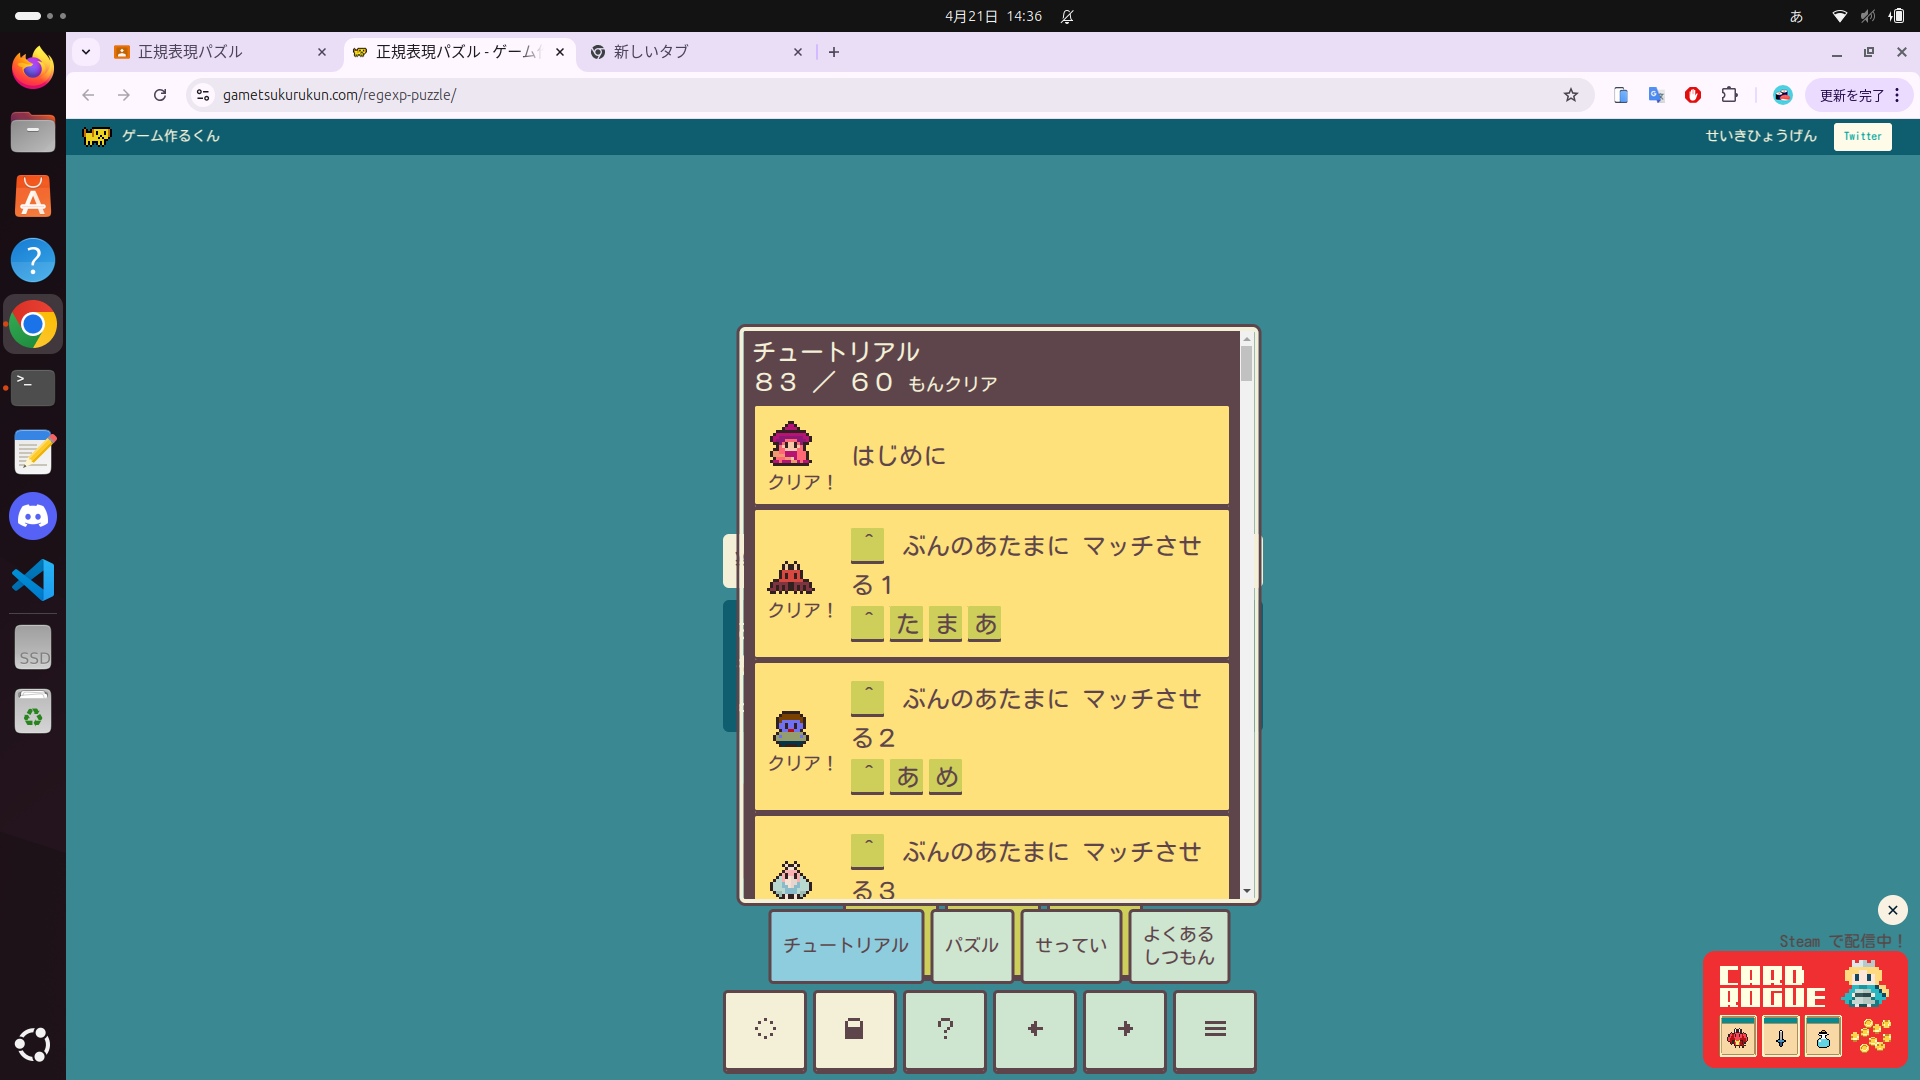 4月21日 14:36
あ
正規表現パズル
正規表現パズル - ゲーム
新しいタブ
gametsukurukun.com/regexp-puzzle/
更新を完了
ゲーム作るくん
せいきひょうげん
Twitter
チュートリアル
83 ／ 60 もんクリア
はじめに
クリア！
^ ぶんのあたまに マッチさせ
る1
クリア！
^ た ま あ
^ ぶんのあたまに マッチさせ
る2
クリア！
^ あ め
^ ぶんのあたまに マッチさせ
る3
チュートリアル
パズル
せってい
よくある
しつもん
?
SSD
Steam で配信中！
CARD
ROGUE